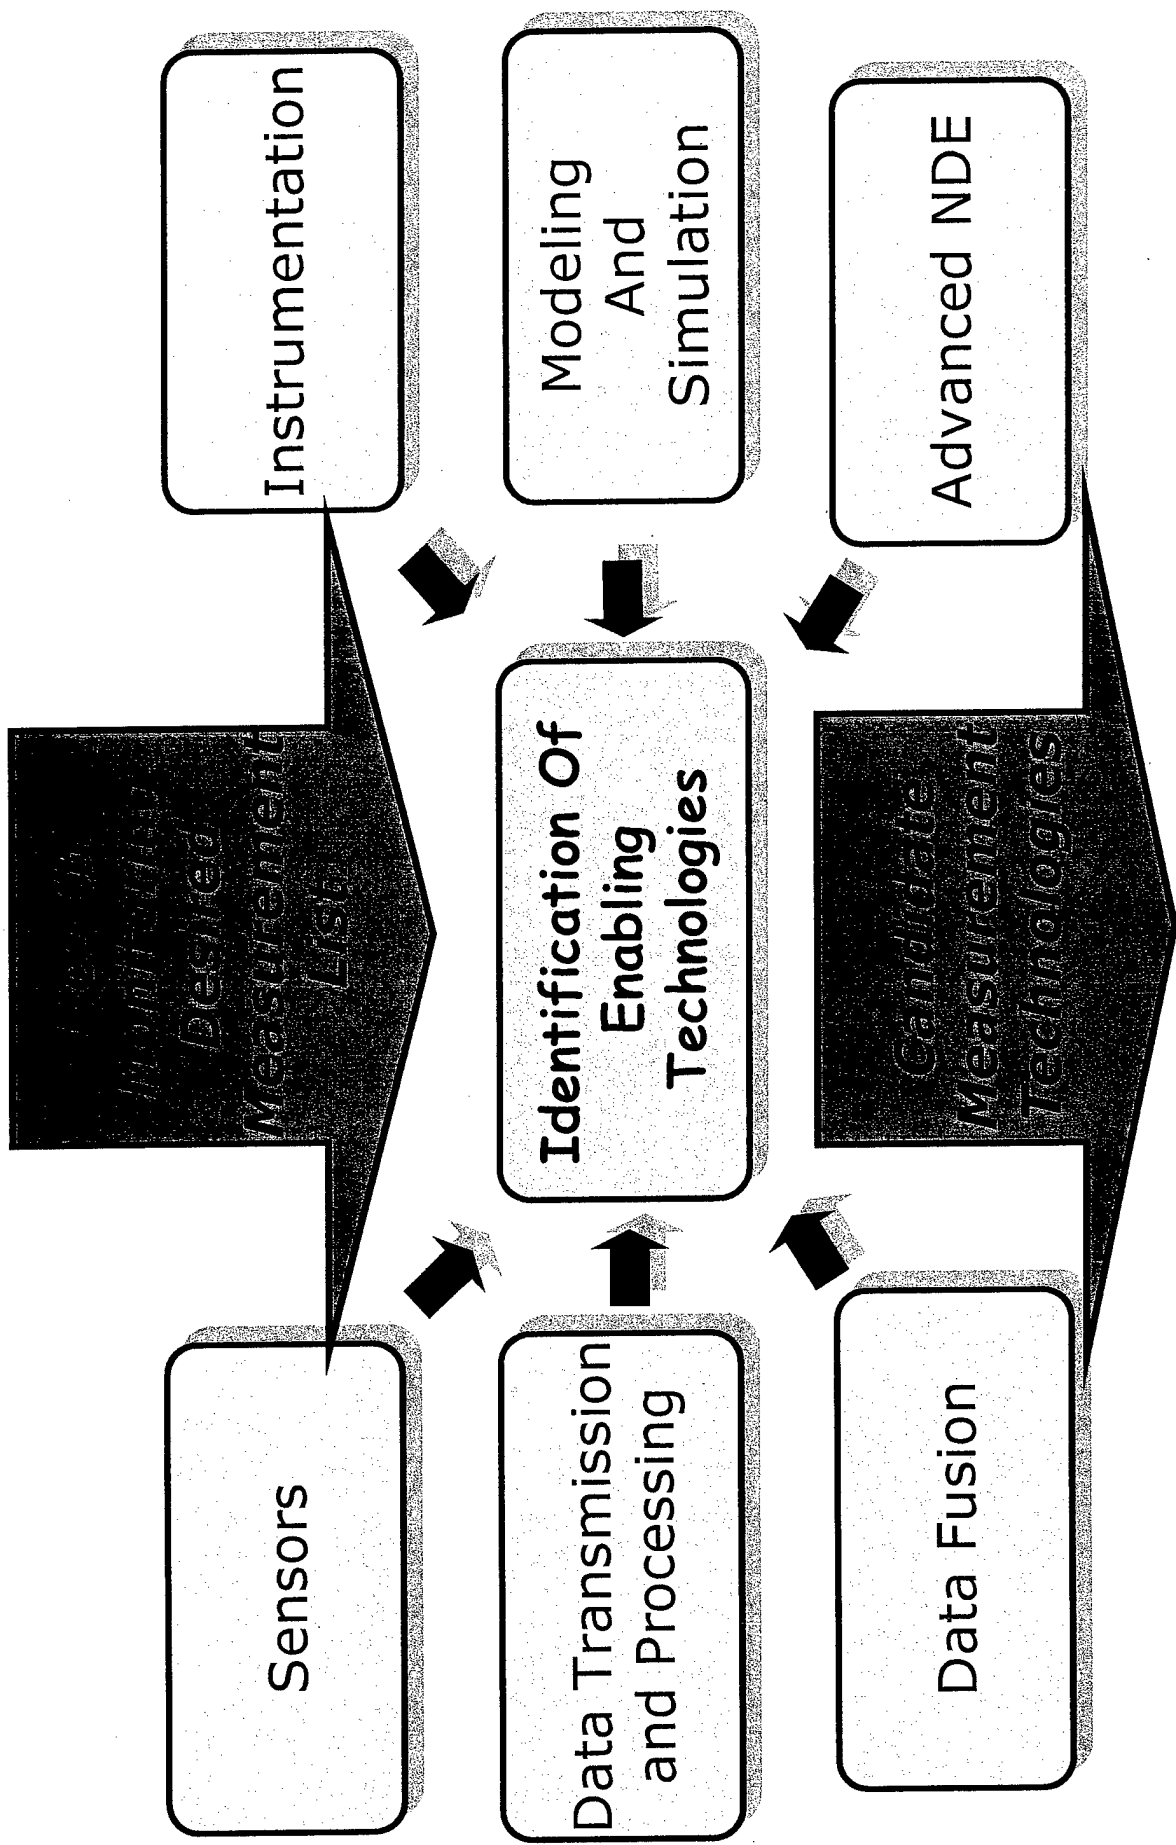 Desired
Measurement
List
Sensors
Instrumentation
Data Transmission
and Processing
Identification Of
Enabling
Technologies
Modeling
And
Simulation
Data Fusion
Candidate
Measurement
Technologies
Advanced NDE